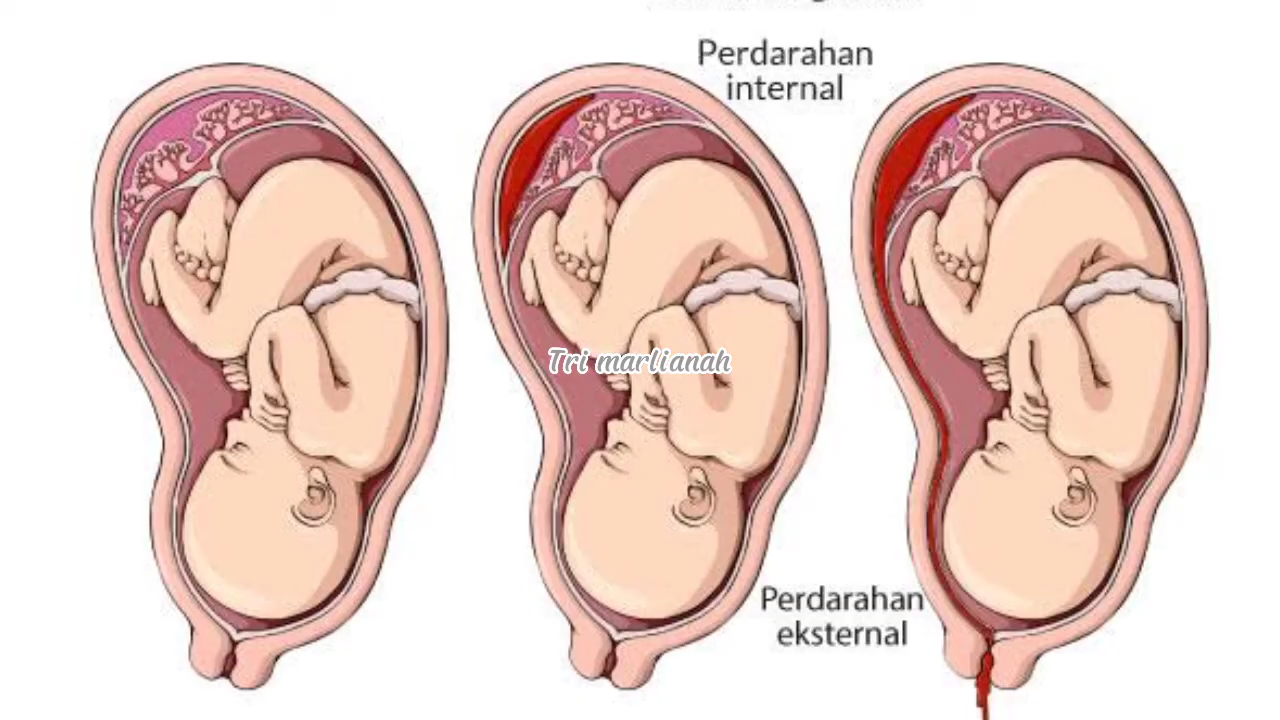 Perdarahan
internal
Tri marlianah
Perdarahan
eksternal